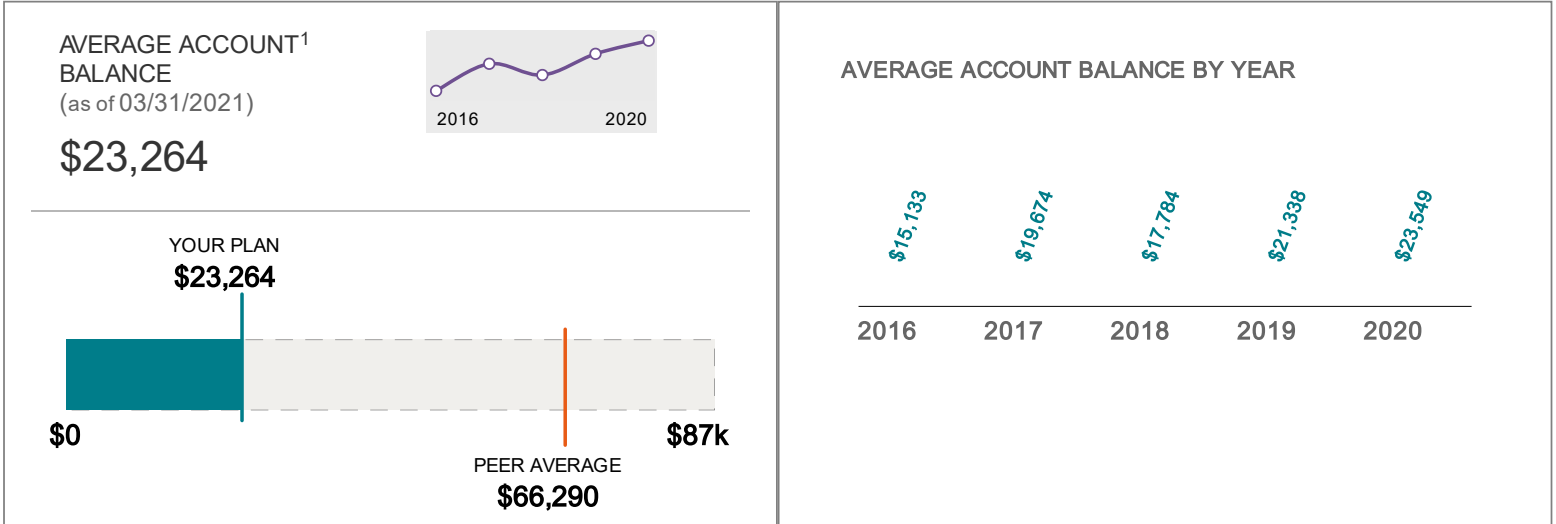 AVERAGE ACCOUNT¹
BALANCE
(as of 03/31/2021)
$23,264
2016 2020
YOUR PLAN
$23,264
$0 $87k
PEER AVERAGE
$66,290
AVERAGE ACCOUNT BALANCE BY YEAR
$15,133 $19,674 $17,784 $21,338 $23,549
2016 2017 2018 2019 2020